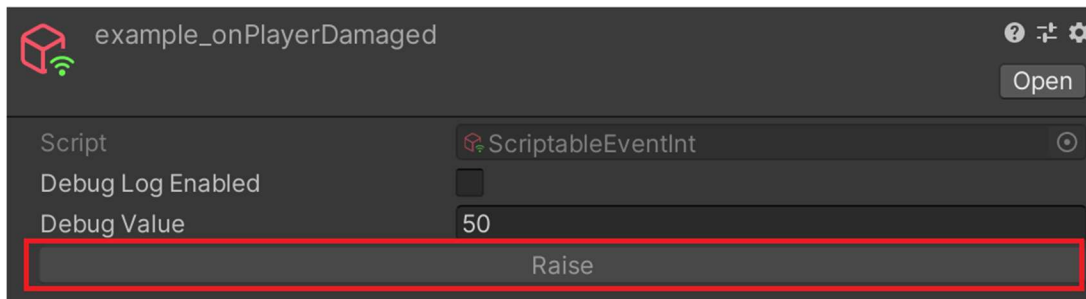 example_onPlayerDamaged
Open
Script ScriptableEventInt
Debug Log Enabled
Debug Value 50
Raise